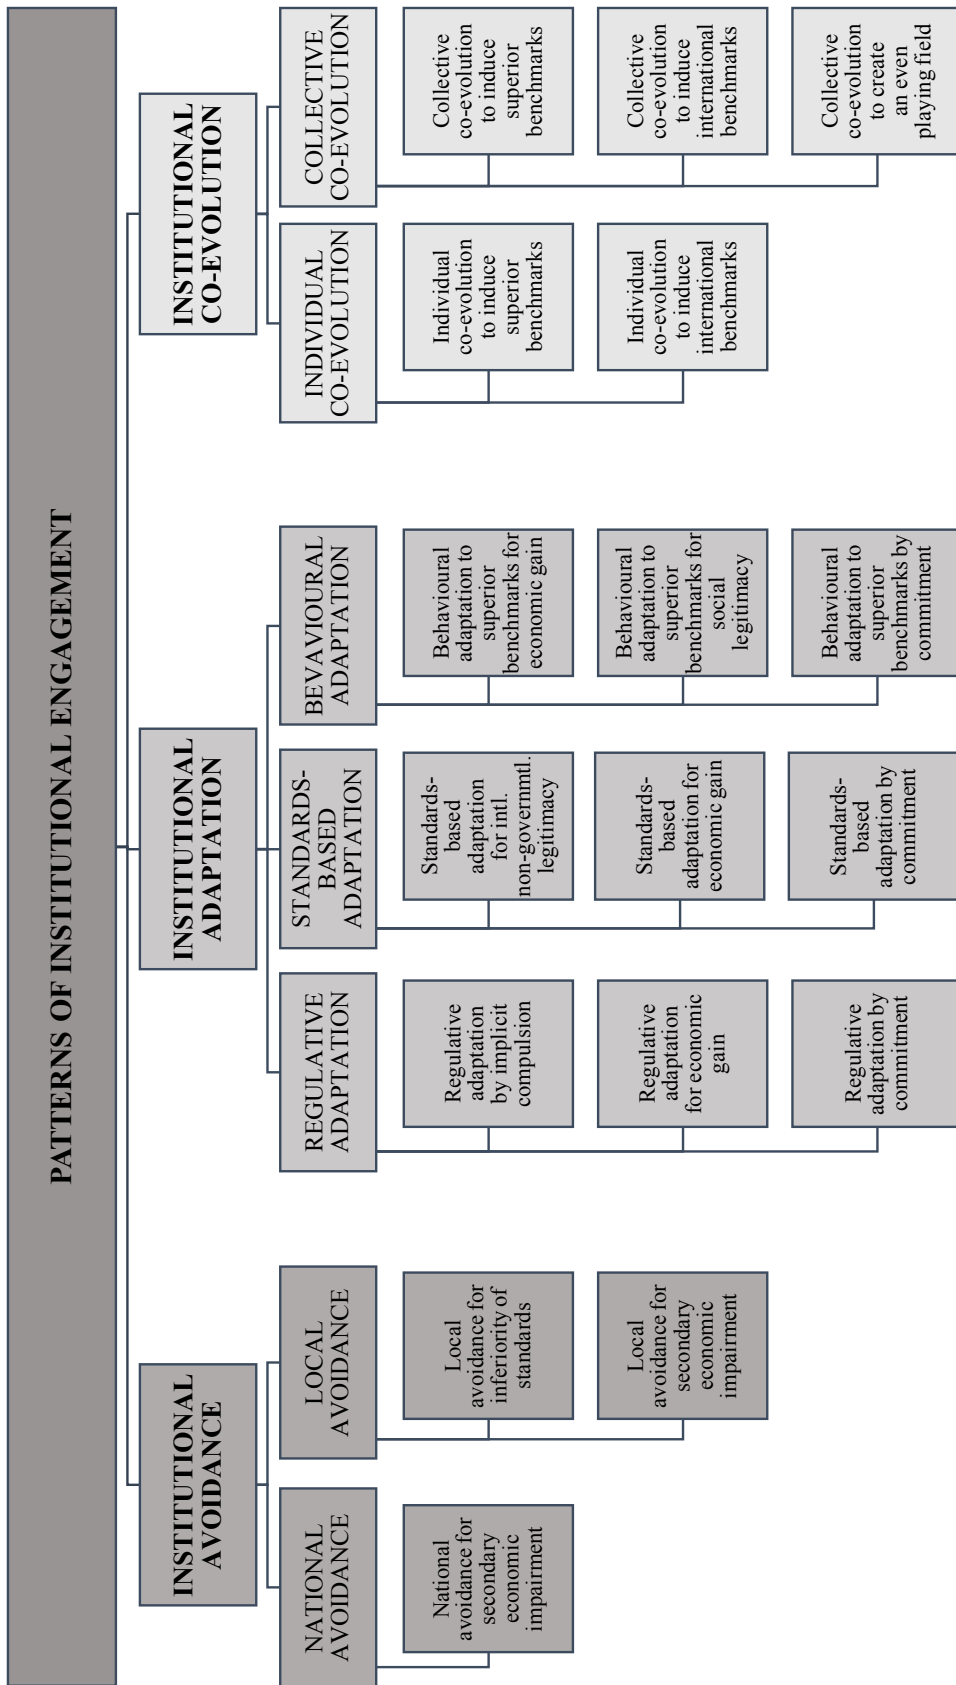 PATTERNS OF INSTITUTIONAL ENGAGEMENT
INSTITUTIONAL
AVOIDANCE
NATIONAL
AVOIDANCE
National
avoidance for
secondary
economic
impairment
LOCAL
AVOIDANCE
Local
avoidance for
inferiority of
standards
Local
avoidance for
secondary
economic
impairment
INSTITUTIONAL
ADAPTATION
REGULATIVE
ADAPTATION
Regulative
adaptation
by implicit
compulsion
Regulative
adaptation
for economic
gain
Regulative
adaptation by
commitment
STANDARDS-
BASED
ADAPTATION
Standards-
based
adaptation
for intl.
non-governmtl.
legitimacy
Standards-
based
adaptation for
economic gain
Standards-
based
adaptation by
commitment
BEVAVIOURAL
ADAPTATION
Behavioural
adaptation to
superior
benchmarks for
economic gain
Behavioural
adaptation to
superior
benchmarks for
social
legitimacy
Behavioural
adaptation to
superior
benchmarks by
commitment
INSTITUTIONAL
CO-EVOLUTION
INDIVIDUAL
CO-EVOLUTION
Individual
co-evolution
to induce
superior
benchmarks
Individual
co-evolution
to induce
international
benchmarks
COLLECTIVE
CO-EVOLUTION
Collective
co-evolution
to induce
superior
benchmarks
Collective
co-evolution
to induce
international
benchmarks
Collective
co-evolution
to create
an even
playing field